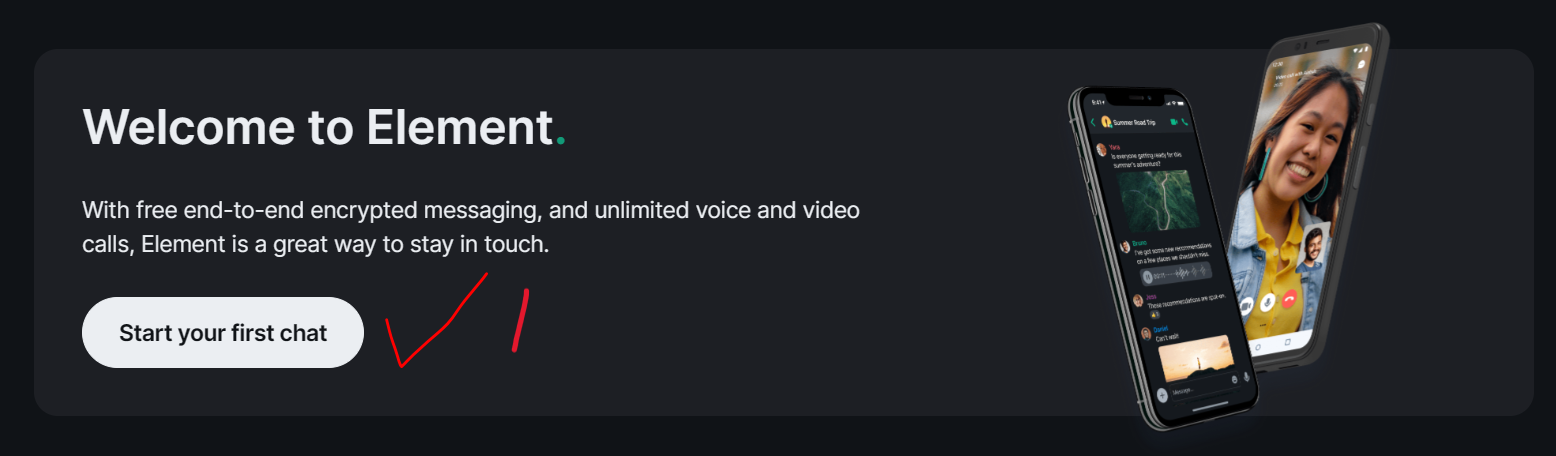 Welcome to Element.
With free end-to-end encrypted messaging, and unlimited voice and video
calls, Element is a great way to stay in touch.
Start your first chat
9:41
Summer Road Trip
Yara
Is everyone getting ready for this
summer's adventure?
Bruno
I've got some new recommendations
on a few places we shouldn't miss.
Those recommendations are spot-on.
Daniel
Can't wait!
Message...